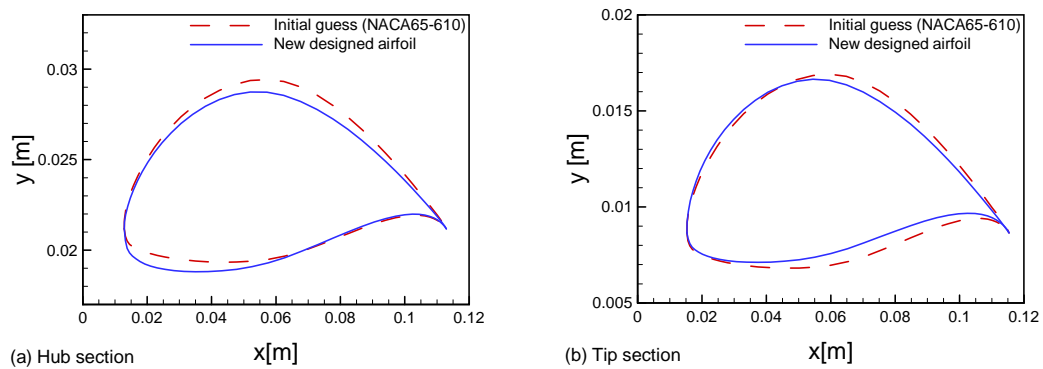 Initial guess (NACA65-610)
New designed airfoil
0.03
0.025
0.02
y [m]
0
0.02
0.04
0.06
0.08
0.1
0.12
x[m]
(a) Hub section
Initial guess (NACA65-610)
New designed airfoil
0.02
0.015
0.01
0.005
y [m]
0
0.02
0.04
0.06
0.08
0.1
0.12
x[m]
(b) Tip section